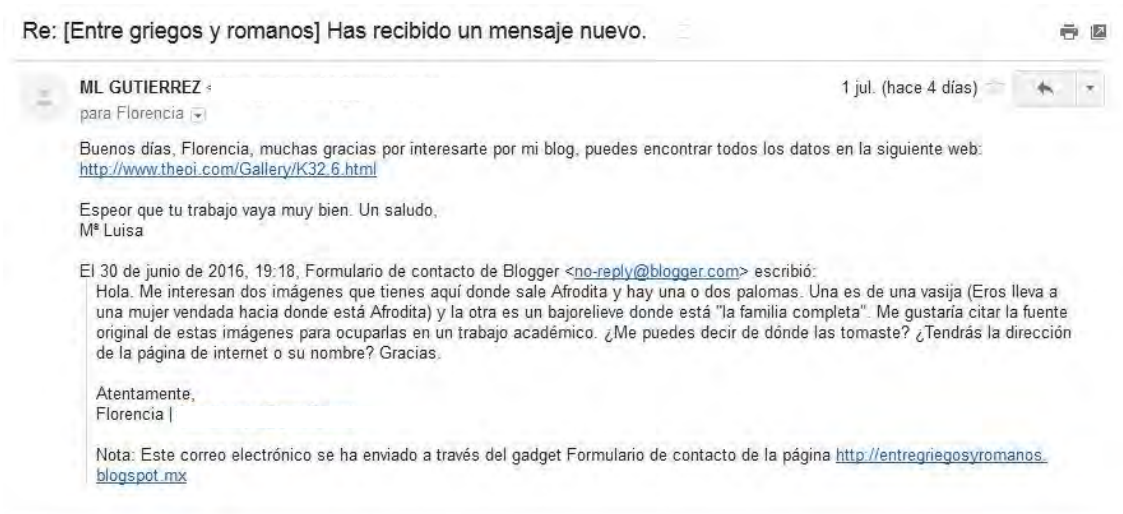 Re: [Entre griegos y romanos] Has recibido un mensaje nuevo.
ML GUTIERREZ <
1 jul. (hace 4 días)
para Florencia
Buenos días, Florencia, muchas gracias por interesarte por mi blog, puedes encontrar todos los datos en la siguiente web:
http://www.theoi.com/Gallery/K32.6.html
Espeor que tu trabajo vaya muy bien. Un saludo,
Mª Luisa
El 30 de junio de 2016, 19:18, Formulario de contacto de Blogger <no-reply@blogger.com> escribió:
Hola. Me interesan dos imágenes que tienes aquí donde sale Afrodita y hay una o dos palomas. Una es de una vasija (Eros lleva a
una mujer vendada hacia donde está Afrodita) y la otra es un bajorelieve donde está "la familia completa". Me gustaría citar la fuente
original de estas imágenes para ocuparlas en un trabajo académico. ¿Me puedes decir de dónde las tomaste? ¿Tendrás la dirección
de la página de internet o su nombre? Gracias.
Atentamente,
Florencia |
Nota: Este correo electrónico se ha enviado a través del gadget Formulario de contacto de la página http://entregriegosyromanos.
blogspot.mx